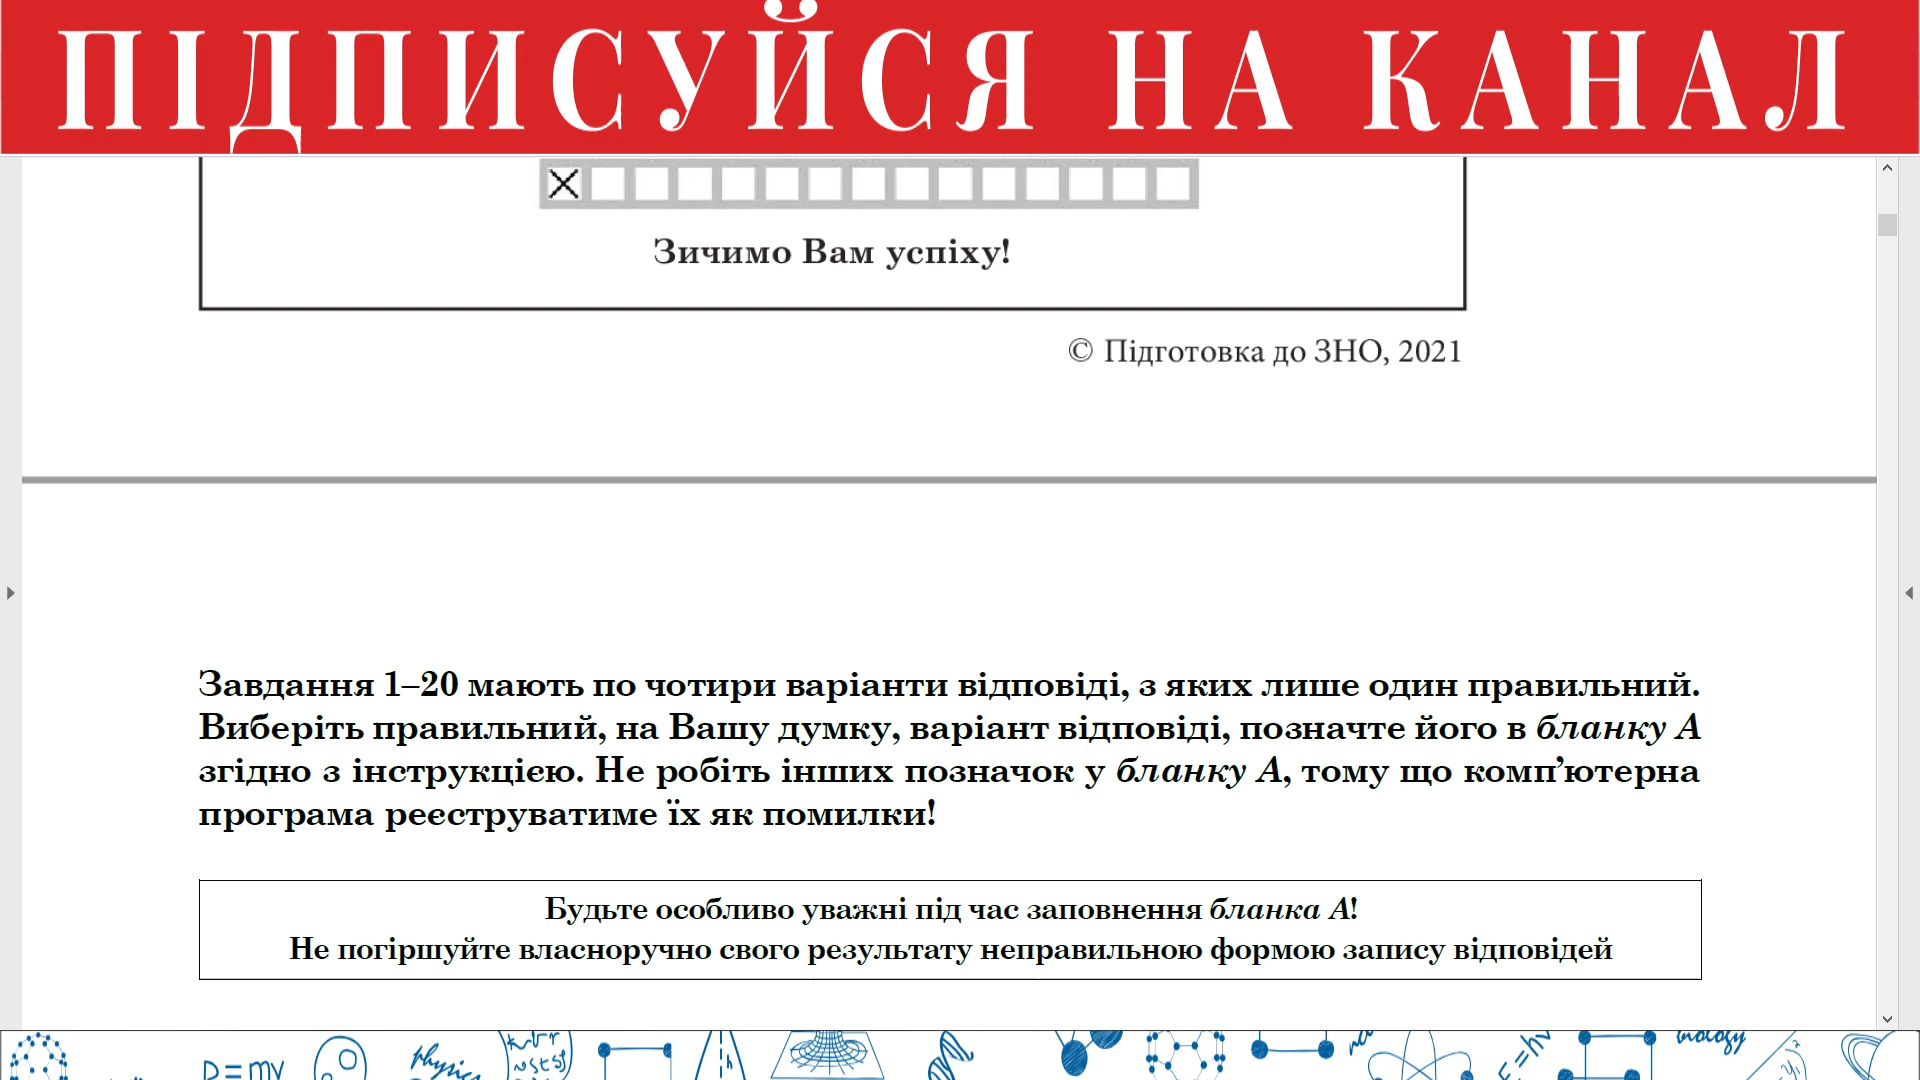 ПІДПИСУЙСЯ НА КАНАЛ
Зичимо Вам успіху!
© Підготовка до ЗНО, 2021
Завдання 1–20 мають по чотири варіанти відповіді, з яких лише один правильний.
Виберіть правильний, на Вашу думку, варіант відповіді, позначте його в бланку А
згідно з інструкцією. Не робіть інших позначок у бланку А, тому що комп’ютерна
програма реєструватиме їх як помилки!
Будьте особливо уважні під час заповнення бланка А!
Не погіршуйте власноручно свого результату неправильною формою запису відповідей
physics
biology